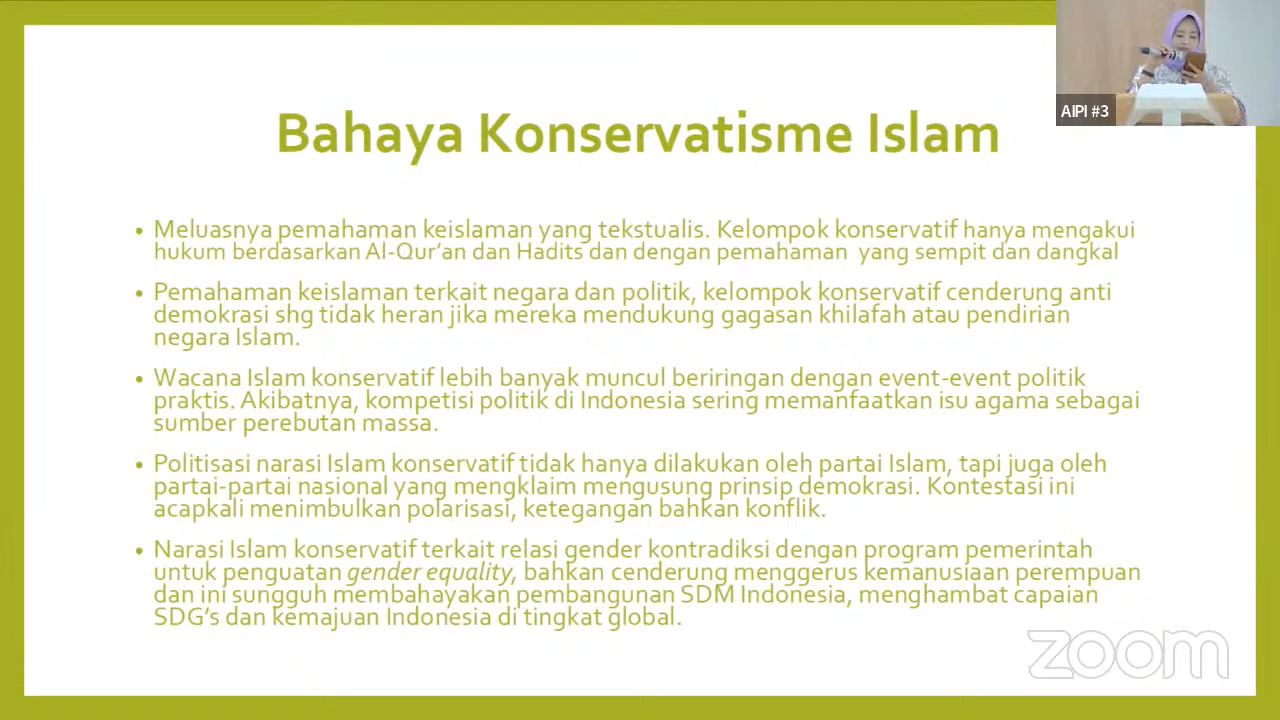 Bahaya Konservatisme Islam
AIPI #3
• Meluasnya pemahaman keislaman yang tekstualis. Kelompok konservatif hanya mengakui
hukum berdasarkan Al-Qur'an dan Hadits dan dengan pemahaman yang sempit dan dangkal
• Pemahaman keislaman terkait negara dan politik, kelompok konservatif cenderung anti
demokrasi shg tidak heran jika mereka mendukung gagasan khilafah atau pendirian
negara Islam.
• Wacana Islam konservatif lebih banyak muncul beriringan dengan event-event politik
praktis. Akibatnya, kompetisi politik di Indonesia sering memanfaatkan isu agama sebagai
sumber perebutan massa.
• Politisasi narasi Islam konservatif tidak hanya dilakukan oleh partai Islam, tapi juga oleh
partai-partai nasional yang mengklaim mengusung prinsip demokrasi. Kontestasi ini
acapkali menimbulkan polarisasi, ketegangan bahkan konflik.
• Narasi Islam konservatif terkait relasi gender kontradiksi dengan program pemerintah
untuk penguatan gender equality, bahkan cenderung menggerus kemanusiaan perempuan
dan ini sungguh membahayakan pembangunan SDM Indonesia, menghambat capaian
SDG's dan kemajuan Indonesia di tingkat global.
zoom